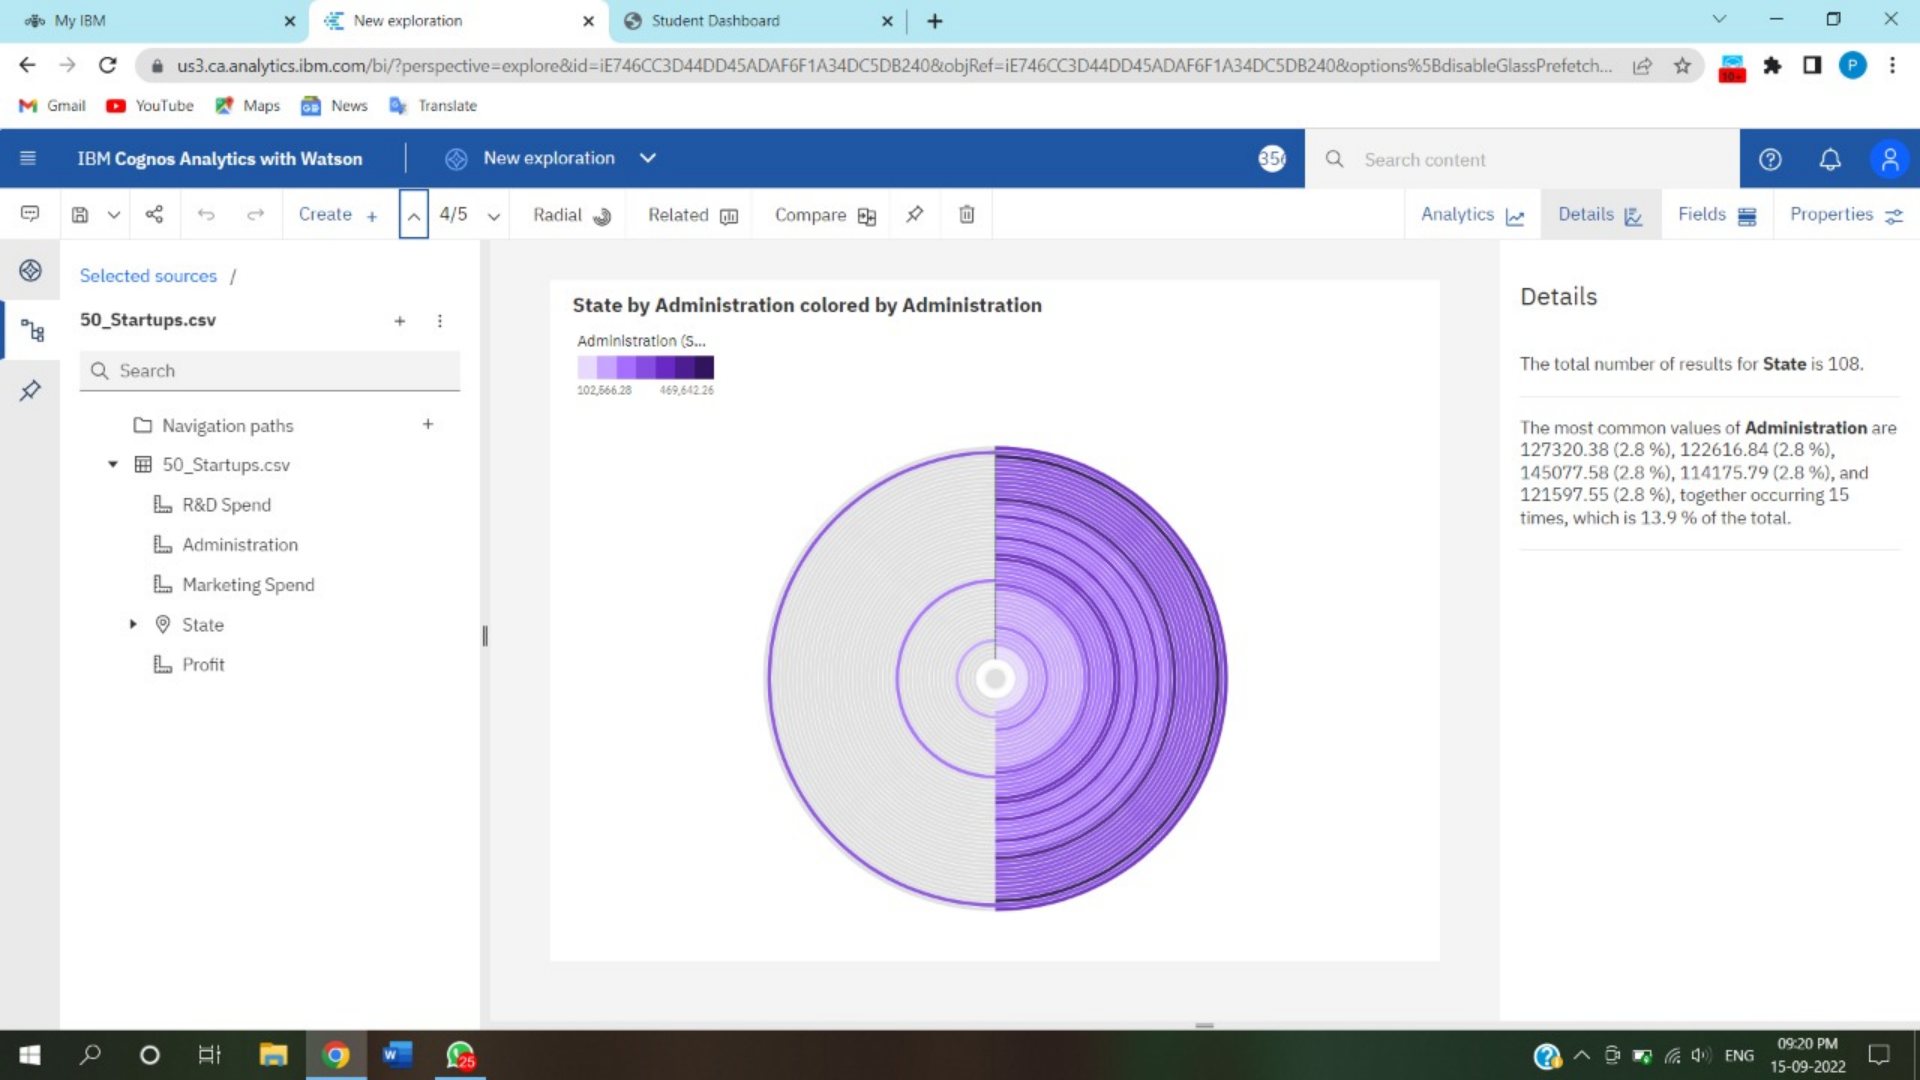 My IBM
New exploration
Student Dashboard
us3.ca.analytics.ibm.com/bi/?perspective=explore&id=iE746CC3D44DD45ADAF6F1A34DC5DB240&objRef=iE746CC3D44DD45ADAF6F1A34DC5DB240&options%5BdisableGlassPrefetch...
10+
P
Gmail
YouTube
Maps
News
Translate
IBM Cognos Analytics with Watson
New exploration
Search content
Create +
4/5
Radial
Related
Compare
Analytics
Details
Fields
Properties
Selected sources /
50_Startups.csv
Search
Navigation paths
50_Startups.csv
R&D Spend
Administration
Marketing Spend
State
Profit
State by Administration colored by Administration
Administration (S...
102,566.28 469,642.26
Details
The total number of results for State is 108.
The most common values of Administration are
127320.38 (2.8 %), 122616.84 (2.8 %),
145077.58 (2.8 %), 114175.79 (2.8 %), and
121597.55 (2.8 %), together occurring 15
times, which is 13.9 % of the total.
W
25
ENG
09:20 PM
15-09-2022